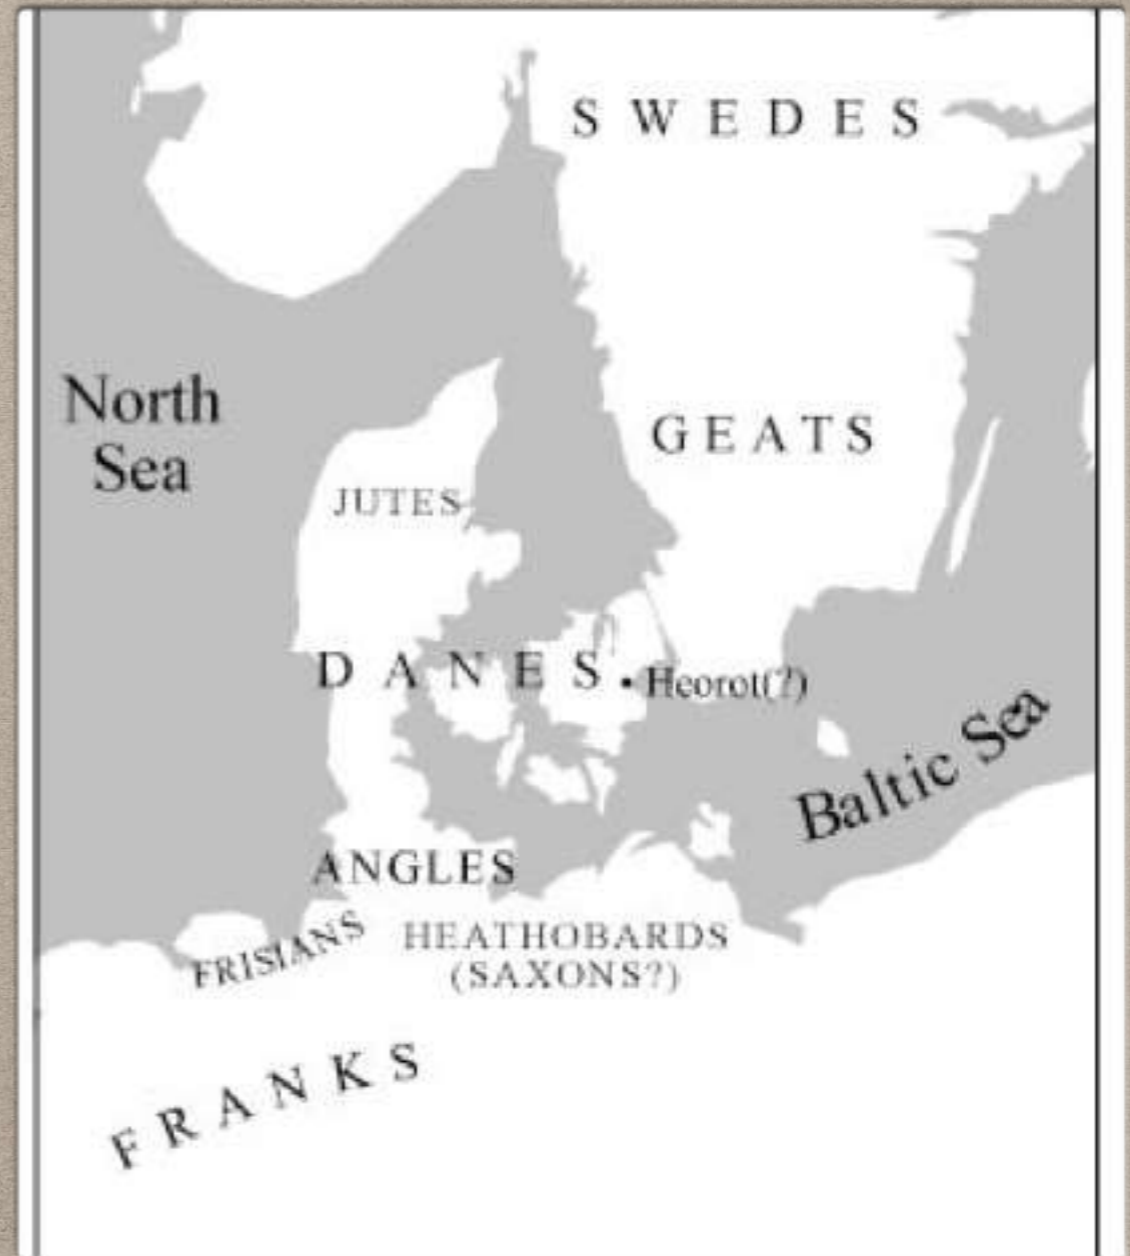 SWEDES
North
Sea
GEATS
JUTES
DANES
Heorot(?)
Baltic Sea
ANGLES
FRISIANS
HEATHOBARDS
(SAXONS?)
FRANKS